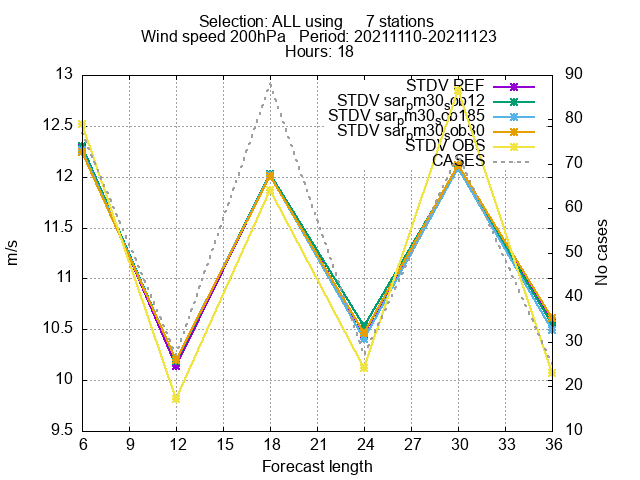 Selection: ALL using 7 stations
Wind speed 200hPa Period: 20211110-20211123
Hours: 18
13
12.5
12
11.5
11
10.5
10
9.5
m/s
90
80
70
60
50
40
30
20
10
No cases
STDV REF
STDV sarpm30sob12
STDV sarpm30sco185
STDV sarpm30sob30
STDV OBS
CASES
6 9 12 15 18 21 24 27 30 33 36
Forecast length